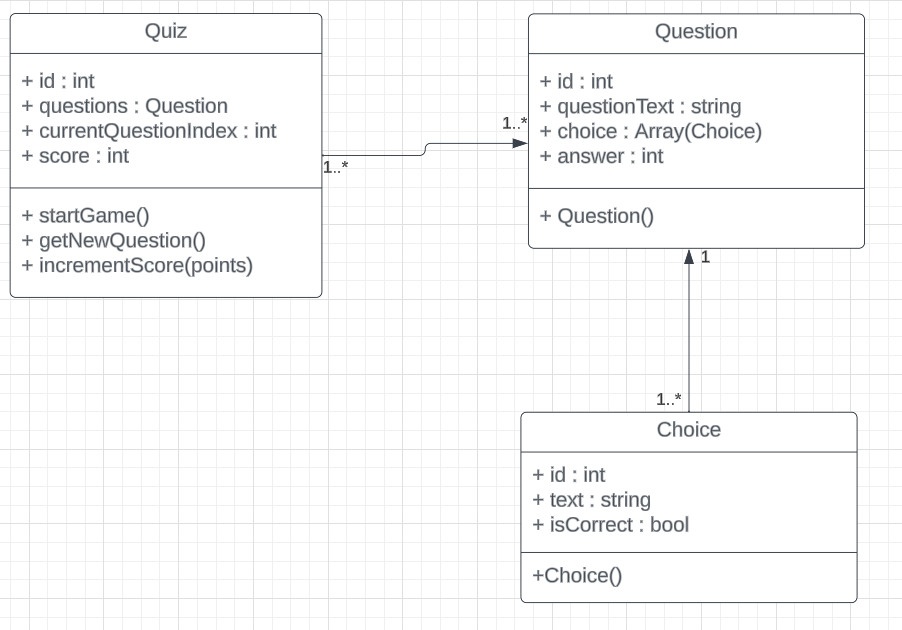 Quiz
+ id : int
+ questions : Question
+ currentQuestionIndex : int
+ score : int
+ startGame()
+ getNewQuestion()
+ incrementScore(points)
1..*
1..*
Question
+ id : int
+ questionText : string
+ choice : Array(Choice)
+ answer : int
+ Question()
1
1..*
Choice
+ id : int
+ text : string
+ isCorrect : bool
+Choice()